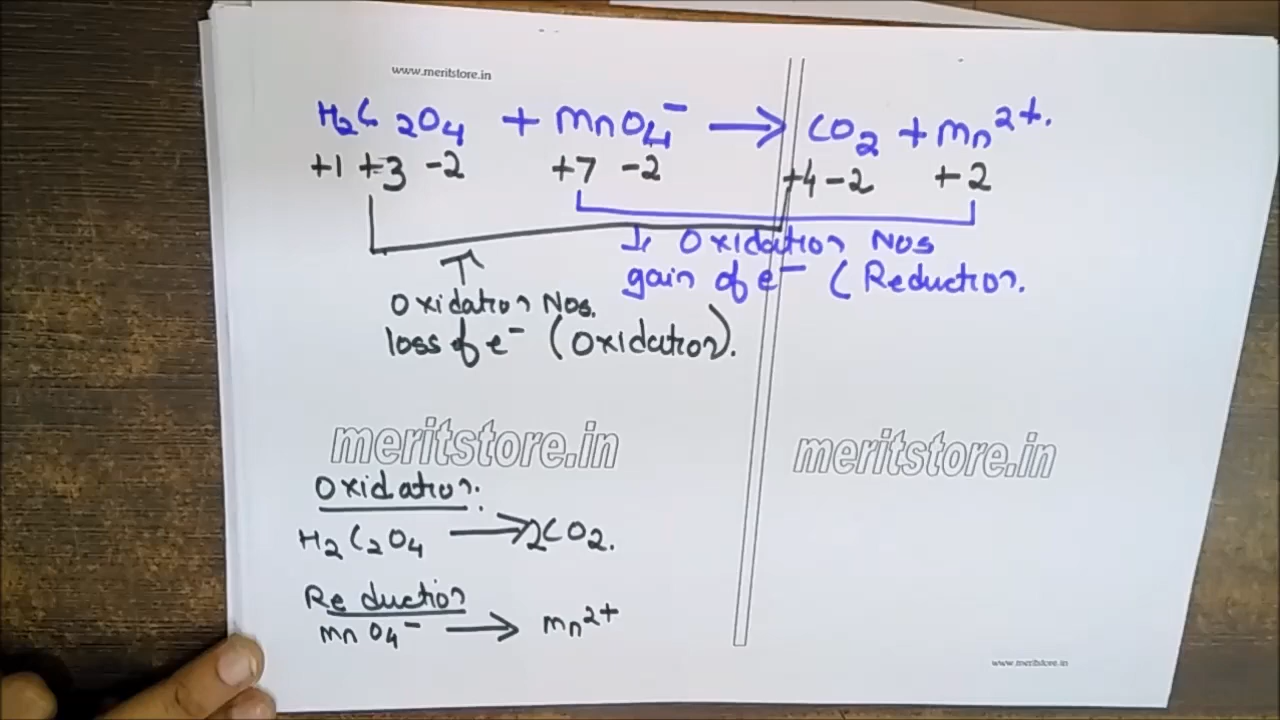 www.meritstore.in
H₂C₂O₄ + MnO₄⁻ → CO₂ + Mn²⁺.
+1 +3 -2 +7 -2 +4 -2 +2
↓ Oxidation Nos
gain of e⁻ (Reduction.
↑
Oxidation Nos.
loss of e⁻ (Oxidation).
meritstore.in meritstore.in
Oxidation.
H₂C₂O₄ → 2CO₂.
Reduction
MnO₄⁻ → Mn²⁺
www.meritstore.in